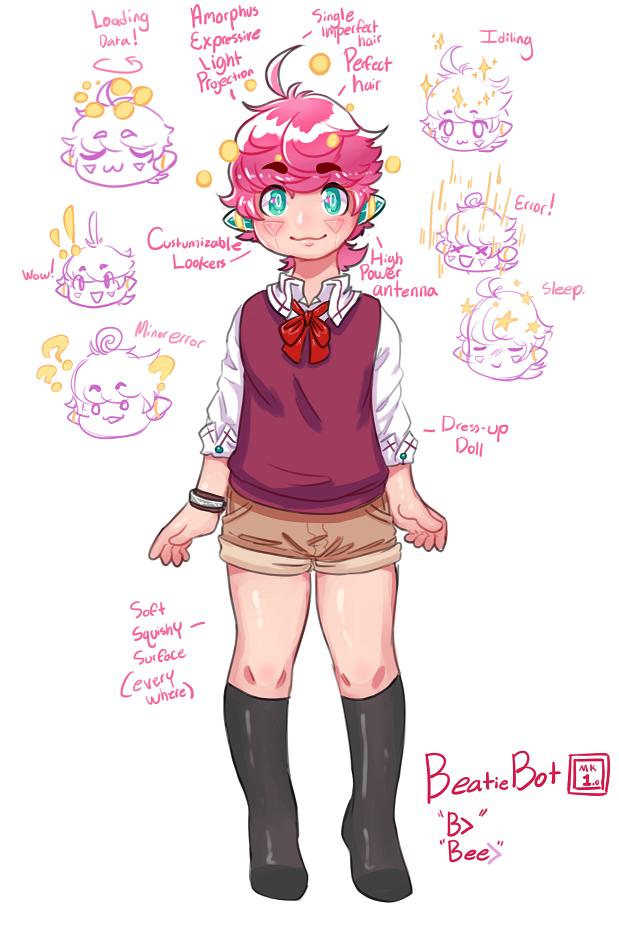 Loading
Data!
Amorphus
Expressive
Light
Projection
Single
imperfect
hair
Perfect
hair
Idiling
Wow!
Custumizable
Lookers
High
Power
antenna
Error!
Sleep.
Minor error
Dress-up
Doll
Soft
Squishy
Surface
(every
where)
BeatieBot
MK
1.0
"B>"
"Bee>"